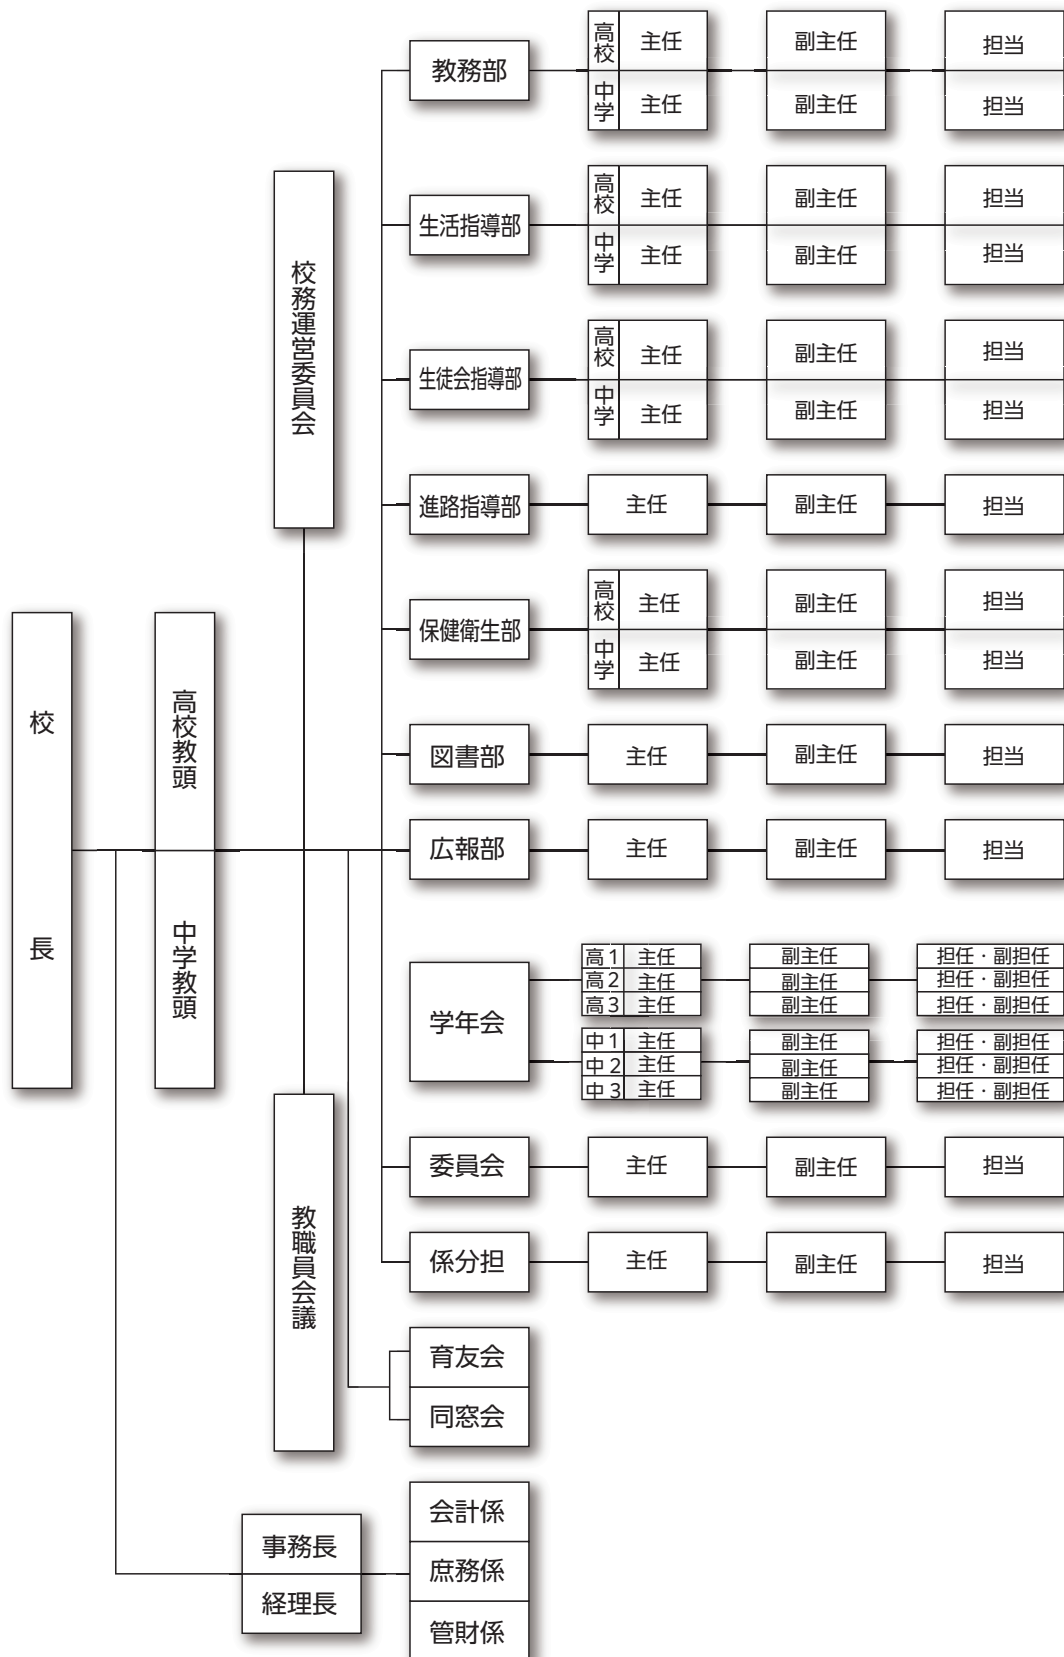 校長
高校教頭
中学教頭
校務運営委員会
教職員会議
教務部
高校 主任 副主任 担当
中学 主任 副主任 担当
生活指導部
高校 主任 副主任 担当
中学 主任 副主任 担当
生徒会指導部
高校 主任 副主任 担当
中学 主任 副主任 担当
進路指導部 主任 副主任 担当
保健衛生部
高校 主任 副主任 担当
中学 主任 副主任 担当
図書部 主任 副主任 担当
広報部 主任 副主任 担当
学年会
高1 主任 副主任 担任・副担任
高2 主任 副主任 担任・副担任
高3 主任 副主任 担任・副担任
中1 主任 副主任 担任・副担任
中2 主任 副主任 担任・副担任
中3 主任 副主任 担任・副担任
委員会 主任 副主任 担当
係分担 主任 副主任 担当
育友会
同窓会
事務長
経理長
会計係
庶務係
管財係